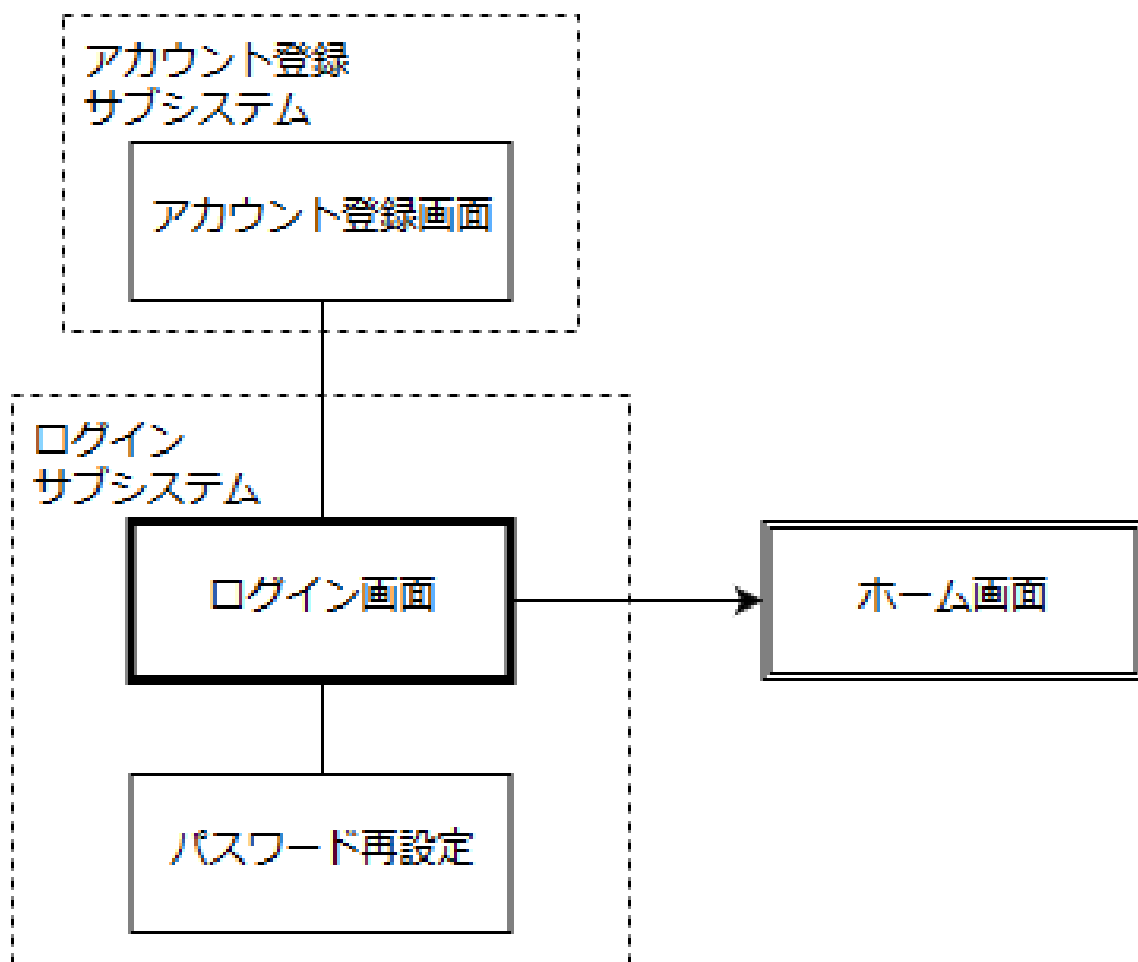 アカウント登録
サブシステム
アカウント登録画面
ログイン
サブシステム
ログイン画面
ホーム画面
パスワード再設定